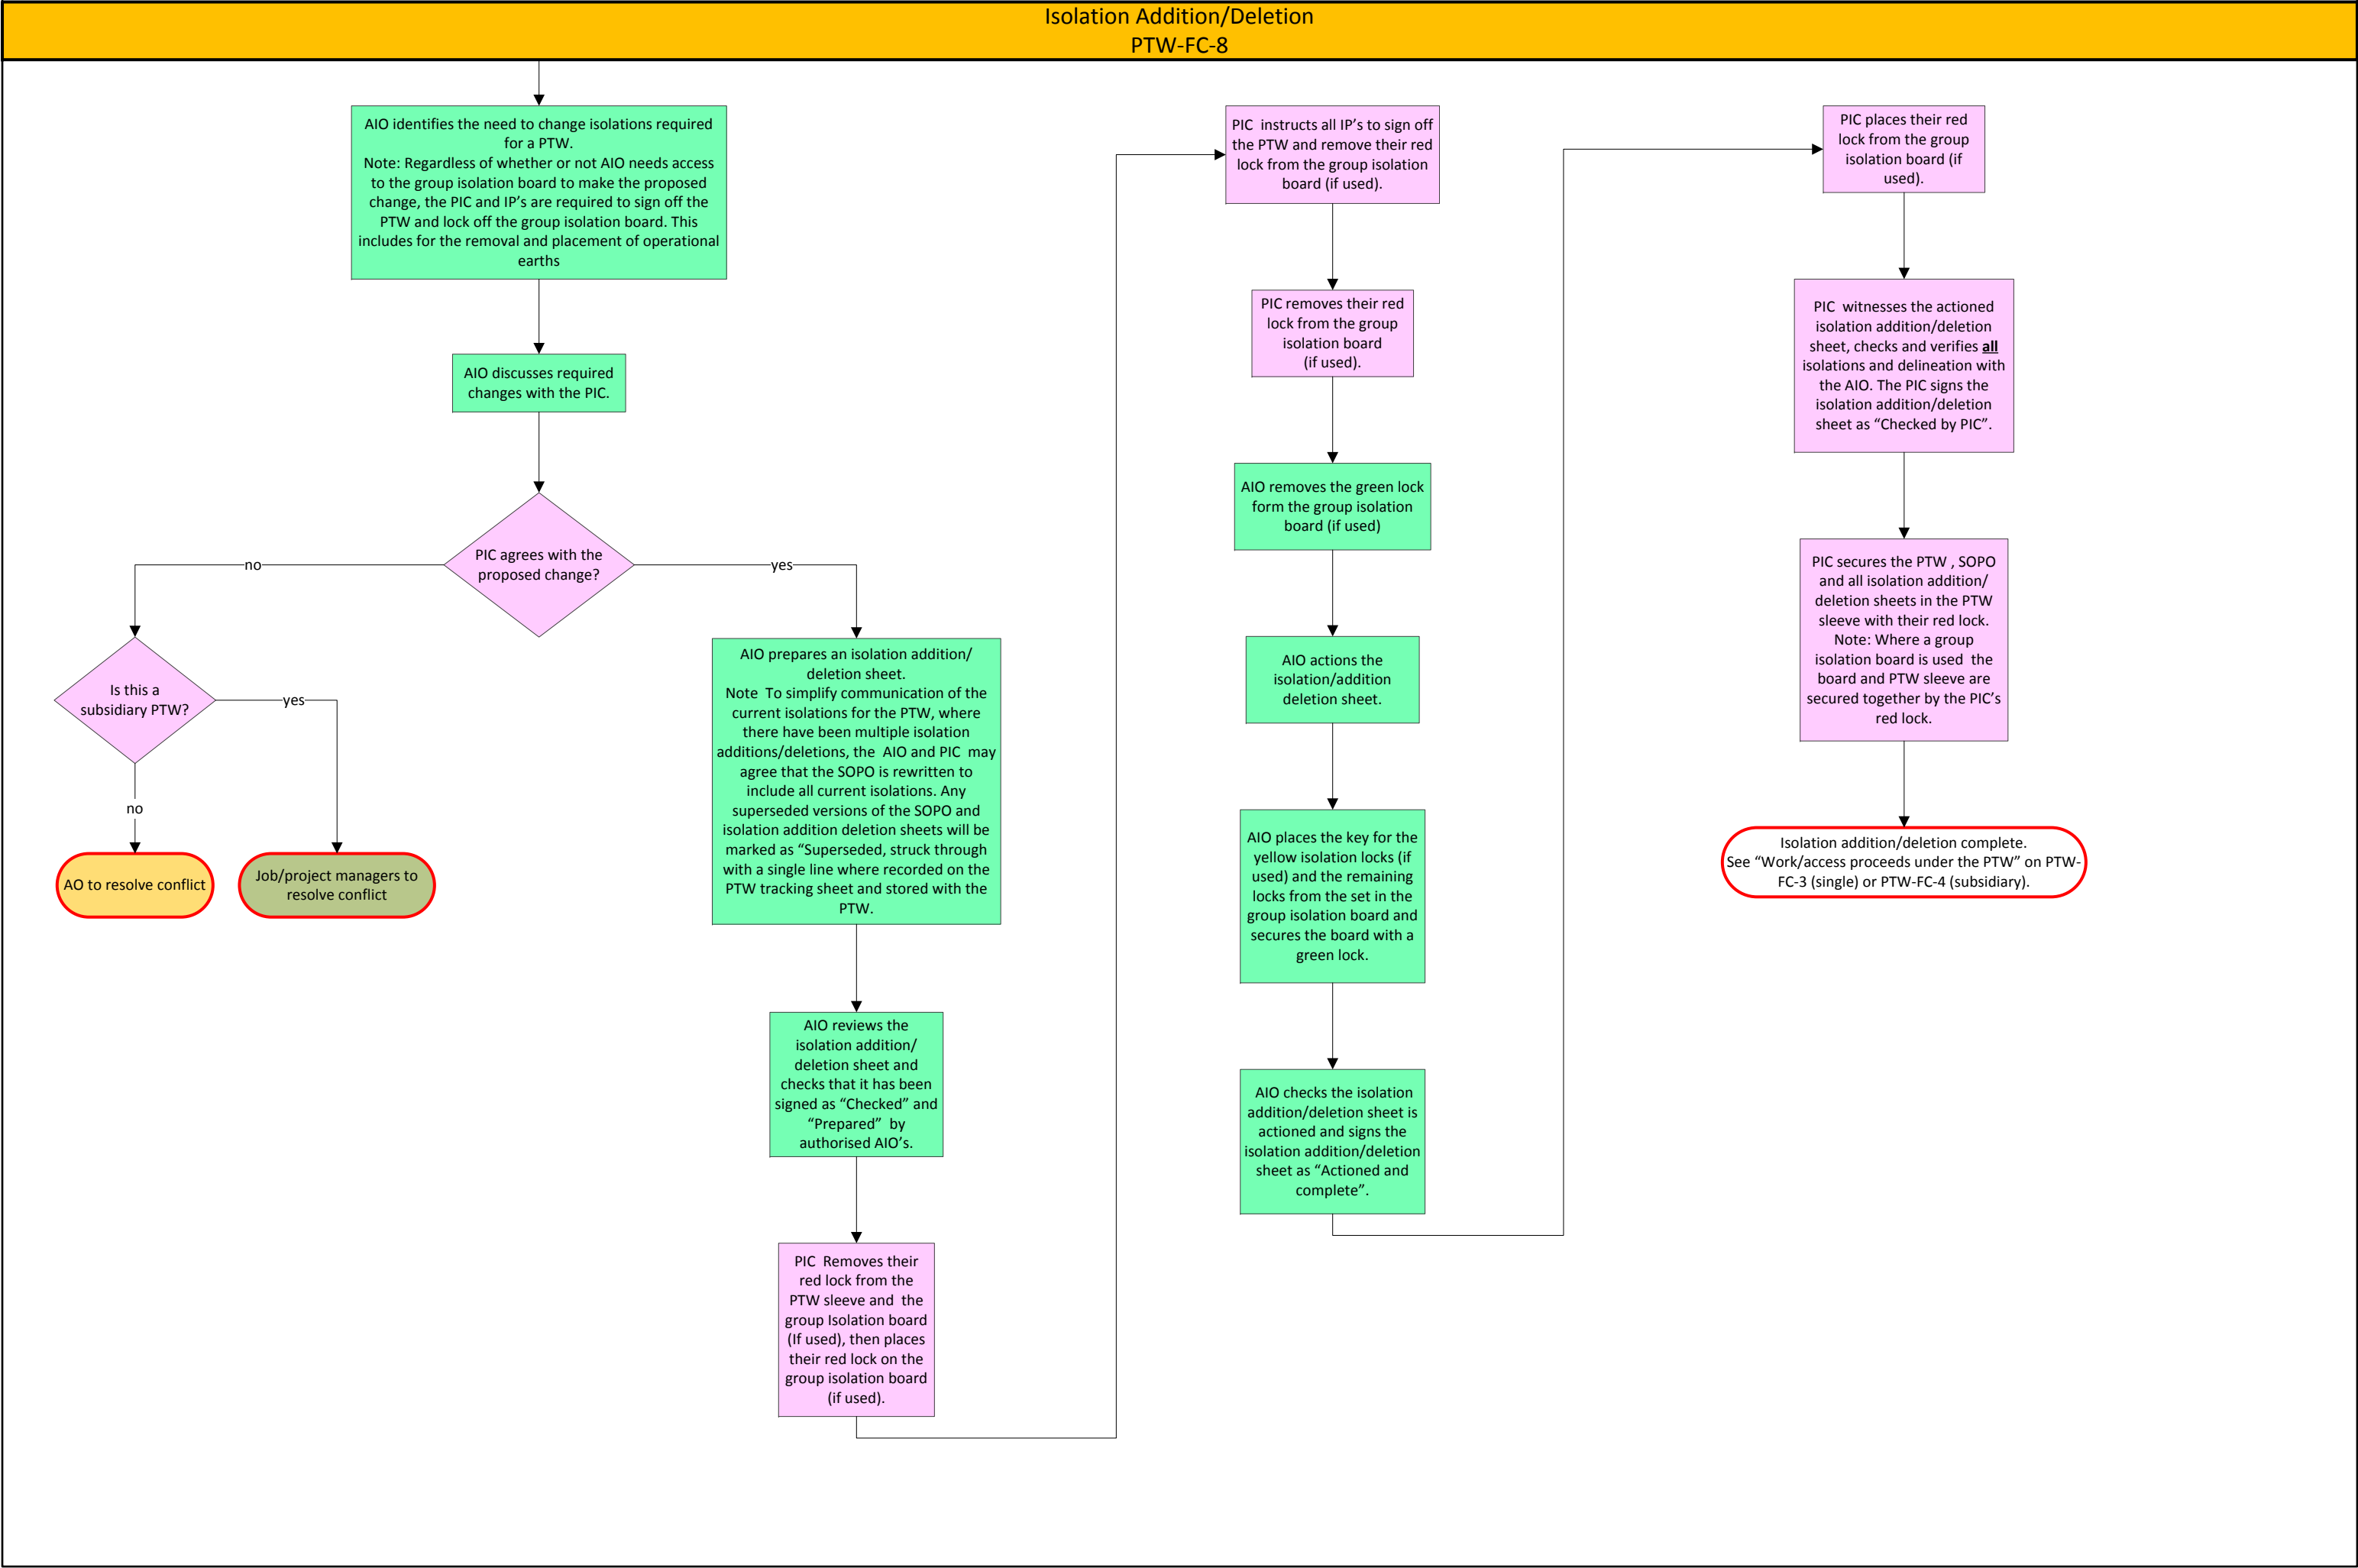 Isolation Addition/Deletion
PTW-FC-8
AIO identifies the need to change isolations required
for a PTW.
Note: Regardless of whether or not AIO needs access
to the group isolation board to make the proposed
change, the PIC and IP’s are required to sign off the
PTW and lock off the group isolation board. This
includes for the removal and placement of operational
earths
AIO discusses required
changes with the PIC.
PIC agrees with the
proposed change?
no
yes
Is this a
subsidiary PTW?
yes
no
AO to resolve conflict
Job/project managers to
resolve conflict
AIO prepares an isolation addition/
deletion sheet.
Note To simplify communication of the
current isolations for the PTW, where
there have been multiple isolation
additions/deletions, the AIO and PIC may
agree that the SOPO is rewritten to
include all current isolations. Any
superseded versions of the SOPO and
isolation addition deletion sheets will be
marked as “Superseded, struck through
with a single line where recorded on the
PTW tracking sheet and stored with the
PTW.
AIO reviews the
isolation addition/
deletion sheet and
checks that it has been
signed as “Checked” and
“Prepared” by
authorised AIO’s.
PIC Removes their
red lock from the
PTW sleeve and the
group Isolation board
(If used), then places
their red lock on the
group isolation board
(if used).
PIC instructs all IP’s to sign off
the PTW and remove their red
lock from the group isolation
board (if used).
PIC removes their red
lock from the group
isolation board
(if used).
AIO removes the green lock
form the group isolation
board (if used)
AIO actions the
isolation/addition
deletion sheet.
AIO places the key for the
yellow isolation locks (if
used) and the remaining
locks from the set in the
group isolation board and
secures the board with a
green lock.
AIO checks the isolation
addition/deletion sheet is
actioned and signs the
isolation addition/deletion
sheet as “Actioned and
complete”.
PIC places their red
lock from the group
isolation board (if
used).
PIC witnesses the actioned
isolation addition/deletion
sheet, checks and verifies all
isolations and delineation with
the AIO. The PIC signs the
isolation addition/deletion
sheet as “Checked by PIC”.
PIC secures the PTW , SOPO
and all isolation addition/
deletion sheets in the PTW
sleeve with their red lock.
Note: Where a group
isolation board is used the
board and PTW sleeve are
secured together by the PIC’s
red lock.
Isolation addition/deletion complete.
See “Work/access proceeds under the PTW” on PTW-
FC-3 (single) or PTW-FC-4 (subsidiary).